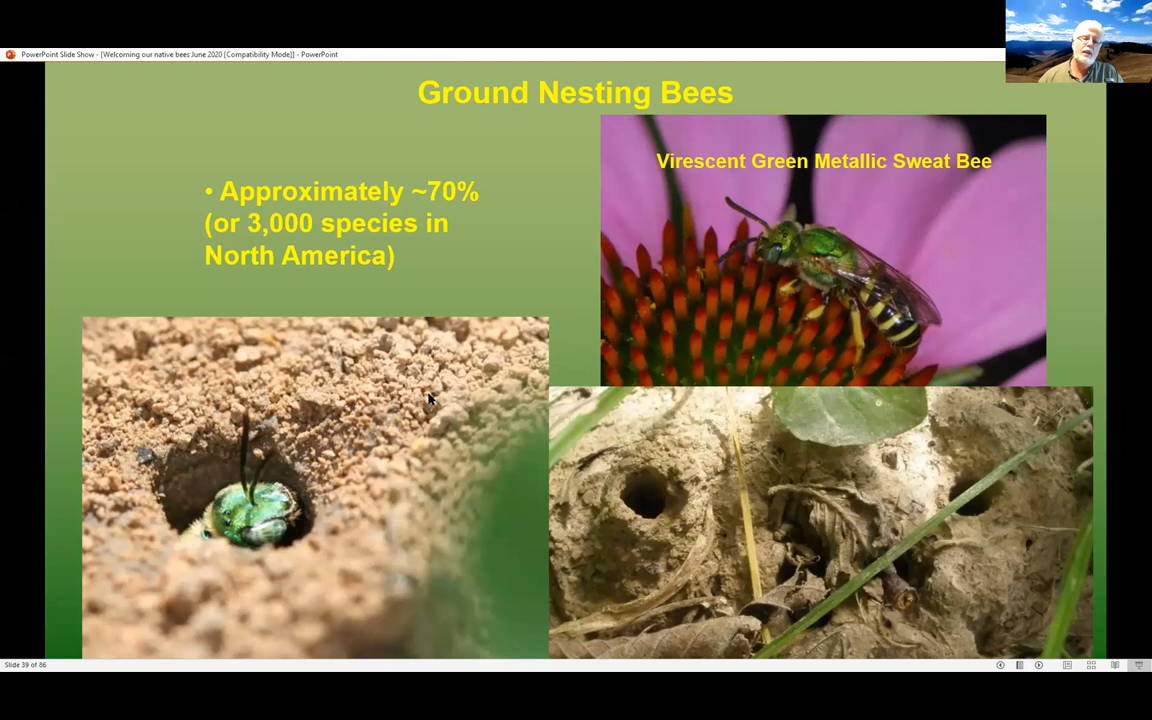 PowerPoint Slide Show - [Welcoming our native bees June 2020 [Compatibility Mode]] - PowerPoint
Ground Nesting Bees
Virescent Green Metallic Sweat Bee
• Approximately ~70%
(or 3,000 species in
North America)
Slide 39 of 86